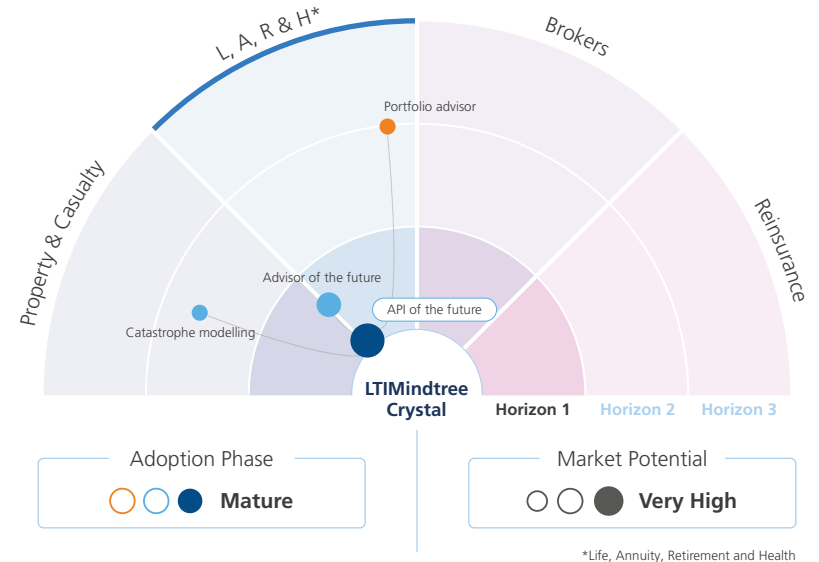 L, A, R & H*
Brokers
Property & Casualty
Reinsurance
Portfolio advisor
Advisor of the future
API of the future
Catastrophe modelling
LTIMindtree
Crystal
Horizon 1
Horizon 2
Horizon 3
Adoption Phase
Mature
Market Potential
Very High
*Life, Annuity, Retirement and Health